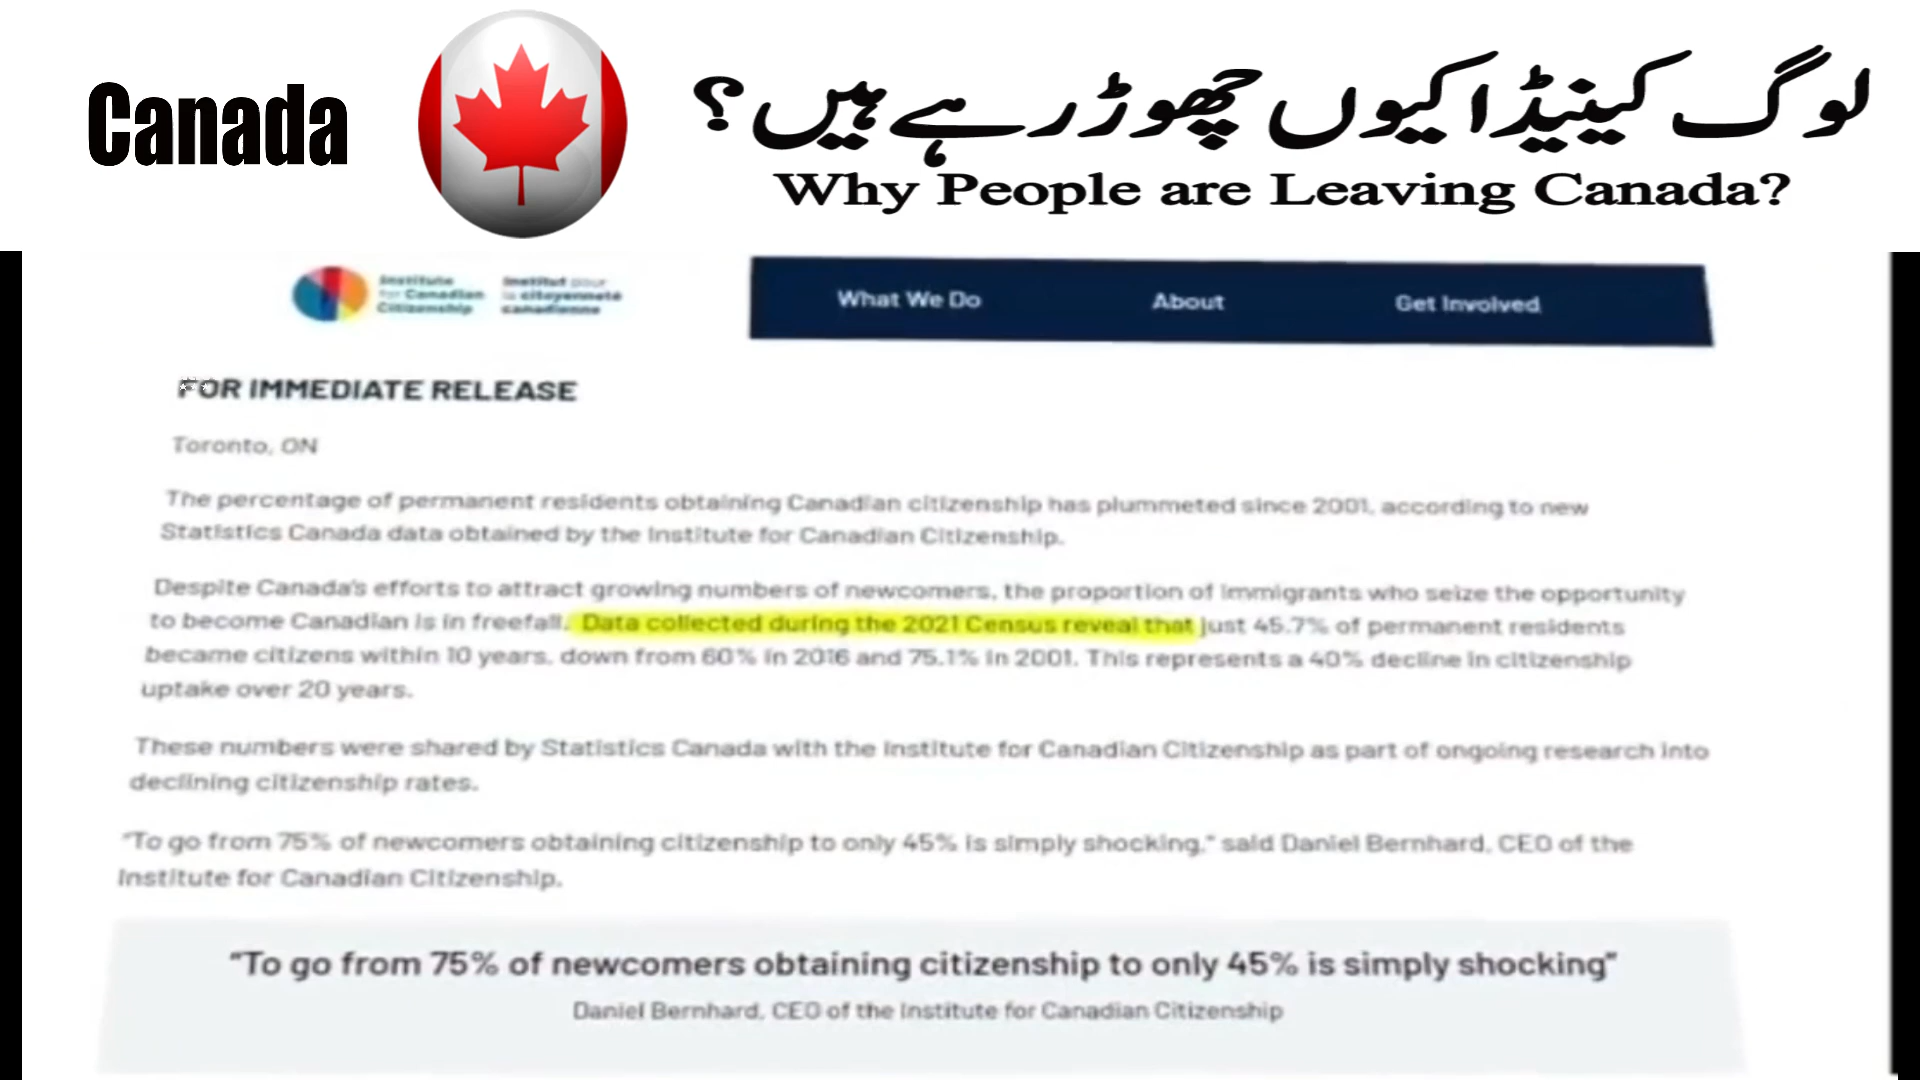 Canada
لوگ کینیڈا کیوں چھوڑ رہے ہیں؟
Why People are Leaving Canada?
Institute for Canadian Citizenship
Institut pour la citoyenneté canadienne
What We Do
About
Get Involved
FOR IMMEDIATE RELEASE
Toronto, ON
The percentage of permanent residents obtaining Canadian citizenship has plummeted since 2001, according to new
Statistics Canada data obtained by the Institute for Canadian Citizenship.
Despite Canada's efforts to attract growing numbers of newcomers, the proportion of immigrants who seize the opportunity
to become Canadian is in freefall. Data collected during the 2021 Census reveal that just 45.7% of permanent residents
became citizens within 10 years, down from 60% in 2016 and 75.1% in 2001. This represents a 40% decline in citizenship
uptake over 20 years.
These numbers were shared by Statistics Canada with the Institute for Canadian Citizenship as part of ongoing research into
declining citizenship rates.
"To go from 75% of newcomers obtaining citizenship to only 45% is simply shocking," said Daniel Bernhard, CEO of the
Institute for Canadian Citizenship.
"To go from 75% of newcomers obtaining citizenship to only 45% is simply shocking"
Daniel Bernhard, CEO of the Institute for Canadian Citizenship